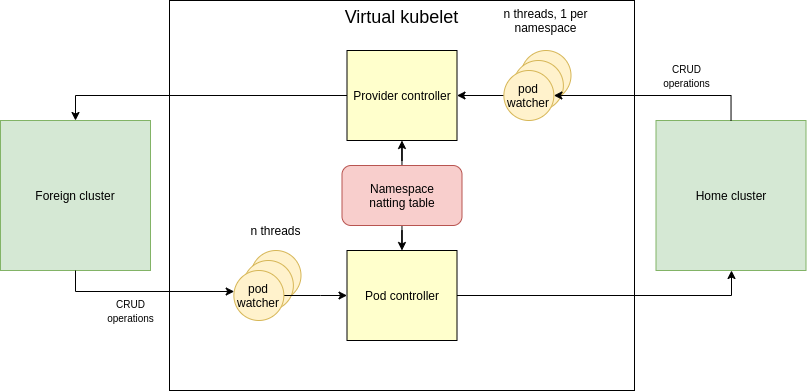 Virtual kubelet
n threads, 1 per
namespace
CRUD
operations
Provider controller
pod
watcher
Foreign cluster
Namespace
natting table
Home cluster
n threads
pod
watcher
Pod controller
CRUD
operations